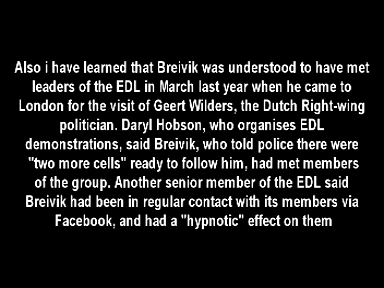 Also i have learned that Breivik was understood to have met
leaders of the EDL in March last year when he came to
London for the visit of Geert Wilders, the Dutch Right-wing
politician. Daryl Hobson, who organises EDL
demonstrations, said Breivik, who told police there were
"two more cells" ready to follow him, had met members
of the group. Another senior member of the EDL said
Breivik had been in regular contact with its members via
Facebook, and had a "hypnotic" effect on them